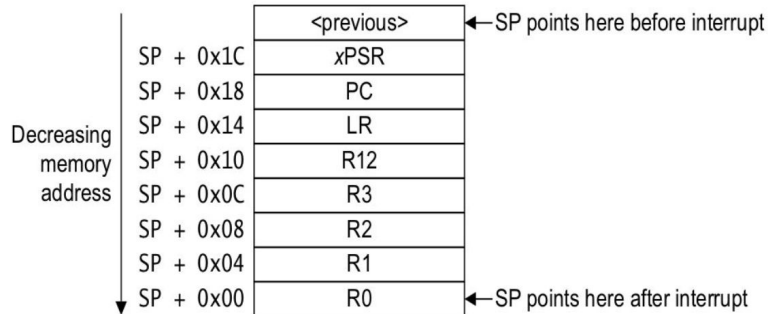 <previous> SP points here before interrupt
SP + 0x1C xPSR
SP + 0x18 PC
SP + 0x14 LR
Decreasing
memory
address
SP + 0x10 R12
SP + 0x0C R3
SP + 0x08 R2
SP + 0x04 R1
SP + 0x00 R0 SP points here after interrupt